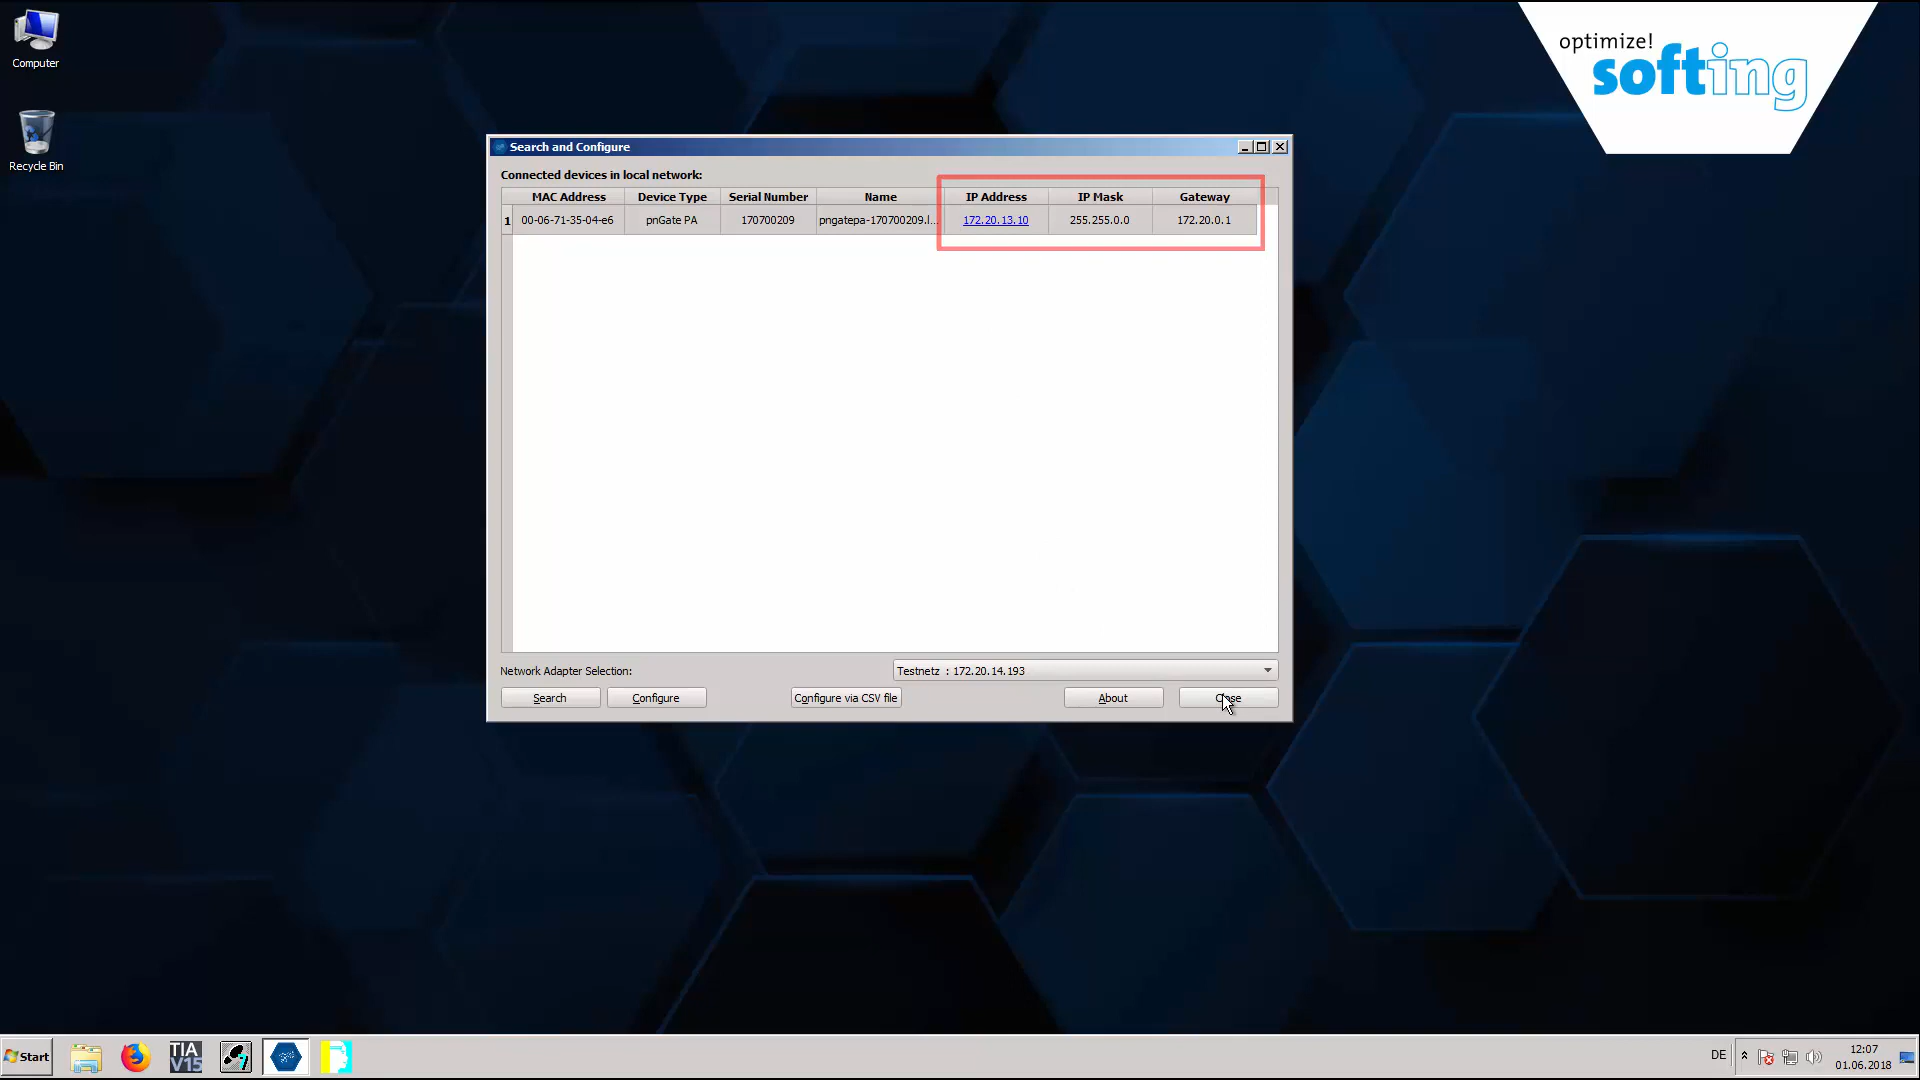 Computer
Recycle Bin
optimize!
softing
Search and Configure
Connected devices in local network:
MAC Address Device Type Serial Number Name IP Address IP Mask Gateway
1 00-06-71-35-04-e6 pnGate PA 170700209 pngatepa-170700209.l... 172.20.13.10 255.255.0.0 172.20.0.1
Network Adapter Selection: Testnetz : 172.20.14.193
Search Configure Configure via CSV file About Close
Start TIA V15 DE 12:07
01.06.2018